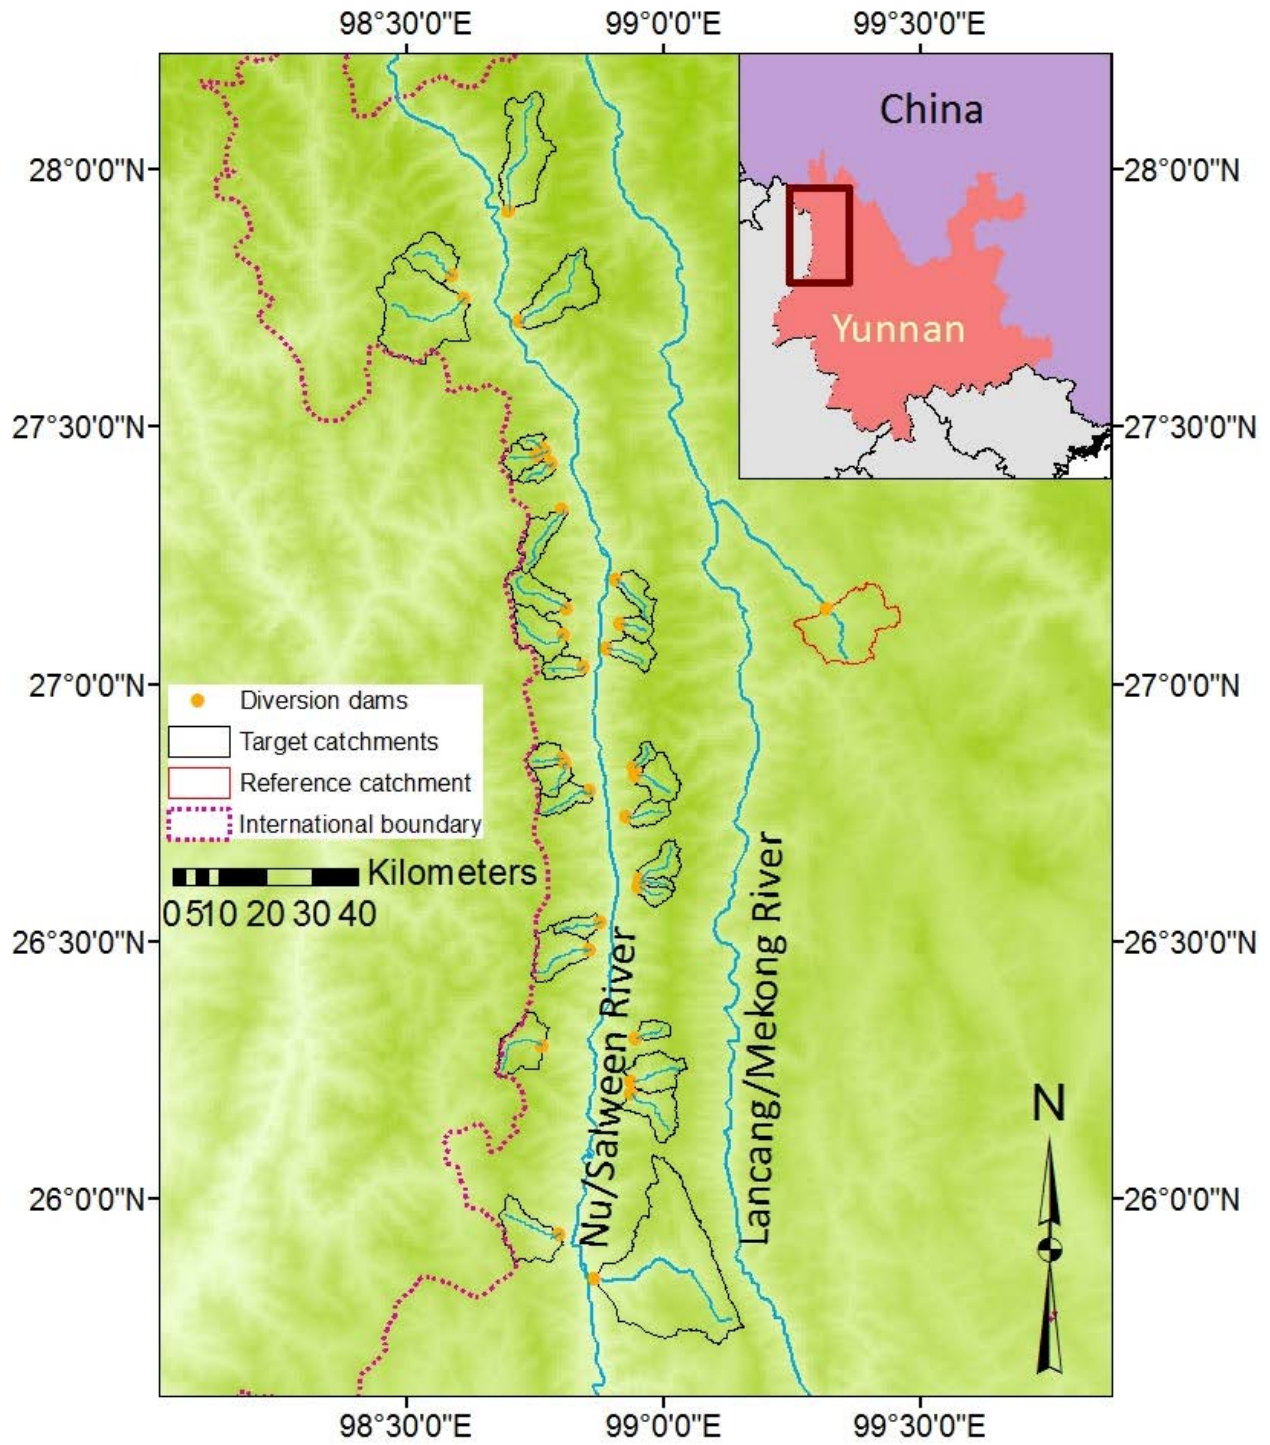 98°30'0"E 99°0'0"E 99°30'0"E
China
28°0'0"N 28°0'0"N
Yunnan
27°30'0"N 27°30'0"N
27°0'0"N 27°0'0"N
Diversion dams
Target catchments
Reference catchment
International boundary
Kilometers
0 5 10 20 30 40
26°30'0"N 26°30'0"N
Nu/Salween River
Lancang/Mekong River
N
26°0'0"N 26°0'0"N
98°30'0"E 99°0'0"E 99°30'0"E